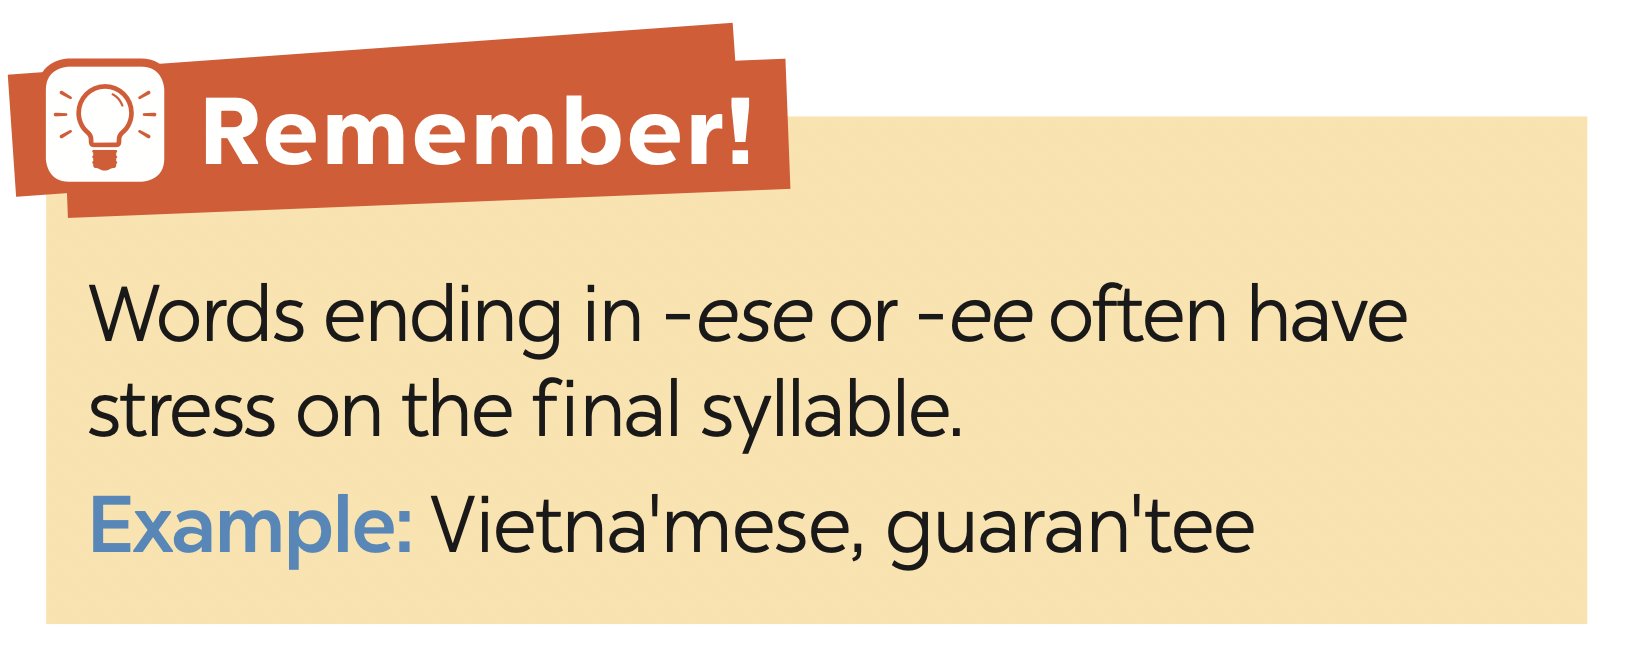 Remember!
Words ending in -ese or -ee often have
stress on the final syllable.
Example: Vietna'mese, guaran'tee